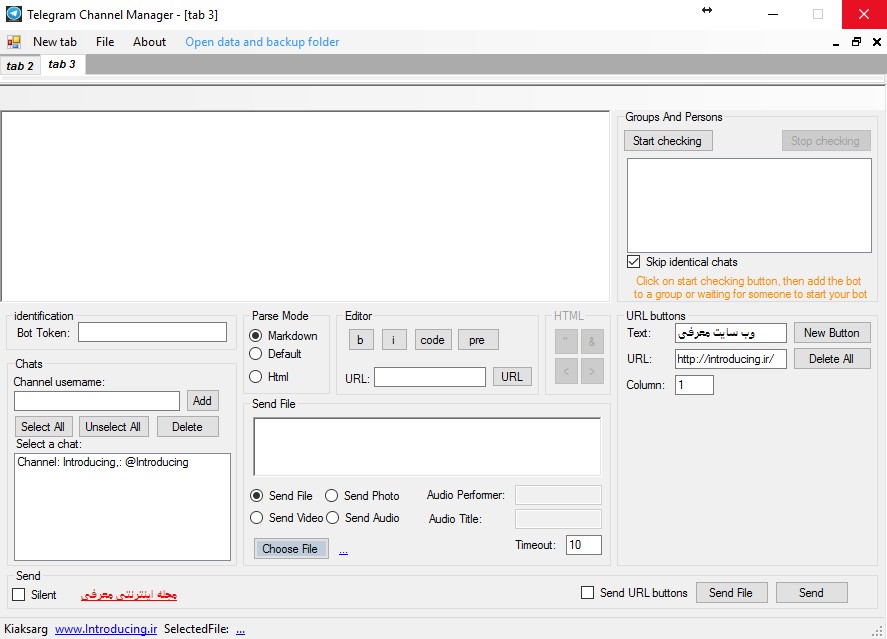 Telegram Channel Manager - [tab 3]
New tab File About Open data and backup folder
tab 2 tab 3
Groups And Persons
Start checking Stop checking
Skip identical chats
Click on start checking button, then add the bot
to a group or waiting for someone to start your bot
identification
Bot Token:
Parse Mode
Markdown
Default
Html
Editor
b i code pre
URL: URL
HTML
" &
< >
URL buttons
Text: وب سایت معرفی New Button
URL: http://introducing.ir/ Delete All
Column: 1
Chats
Channel username:
Add
Select All Unselect All Delete
Select a chat:
Channel: Introducing,: @Introducing
Send File
Send File Send Photo Audio Performer:
Send Video Send Audio Audio Title:
Choose File ... Timeout: 10
Send
Silent مجله اینترنتی معرفی Send URL buttons Send File Send
Kiaksarg www.Introducing.ir SelectedFile: ...